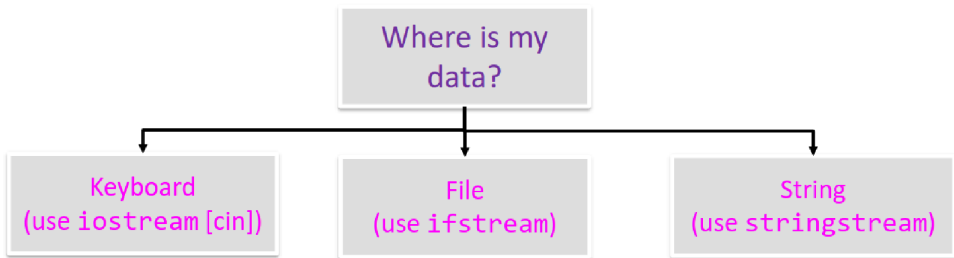 Where is my
data?
Keyboard
(use iostream [cin])
File
(use ifstream)
String
(use stringstream)